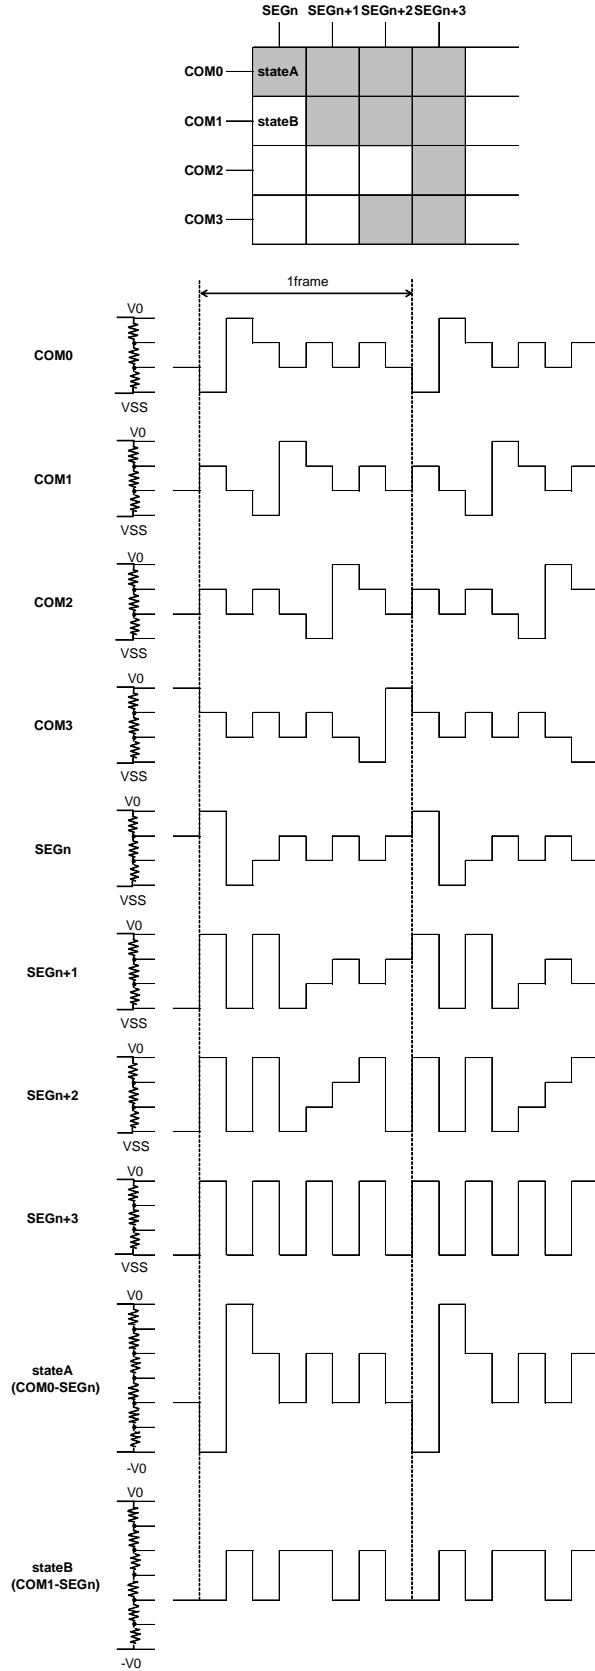 SEGn SEGn+1 SEGn+2 SEGn+3
COM0 stateA
COM1 stateB
COM2
COM3
1frame
V0
COM0
VSS
V0
COM1
VSS
V0
COM2
VSS
V0
COM3
VSS
V0
SEGn
VSS
V0
SEGn+1
VSS
V0
SEGn+2
VSS
V0
SEGn+3
VSS
V0
stateA
(COM0-SEGn)
-V0
V0
stateB
(COM1-SEGn)
-V0